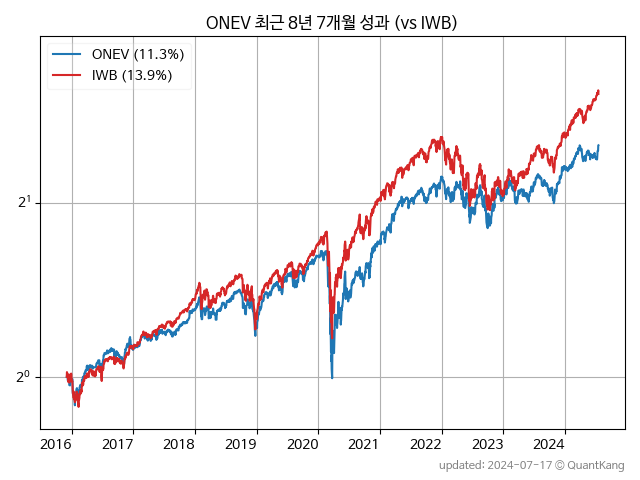 ONEV 최근 8년 7개월 성과 (vs IWB)
ONEV (11.3%)
IWB (13.9%)
2¹
2⁰
2016 2017 2018 2019 2020 2021 2022 2023 2024
updated: 2024-07-17 © QuantKang